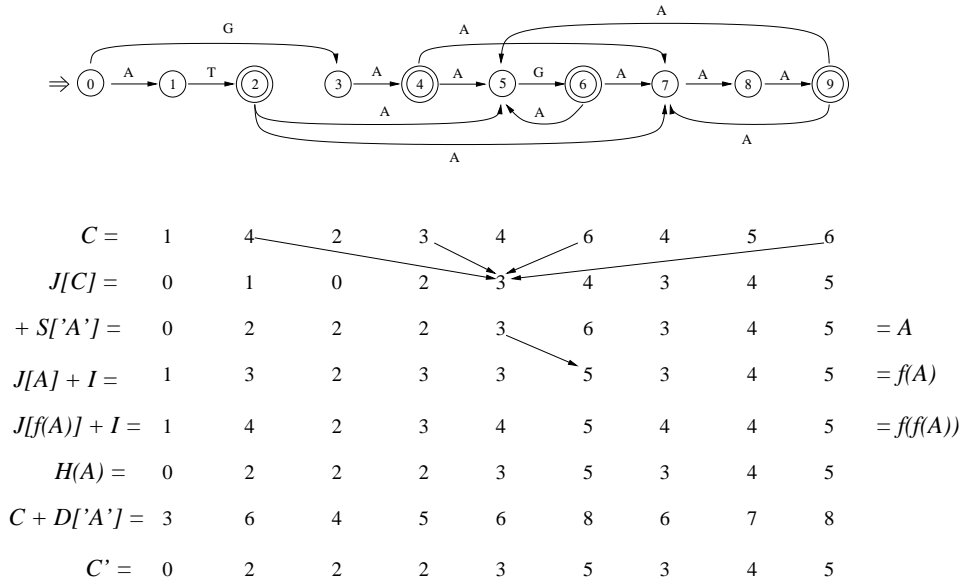 G A A
A T A A G A A A
⇒ 0 1 2 3 4 5 6 7 8 9
A A A
A
C = 1 4 2 3 4 6 4 5 6
J[C] = 0 1 0 2 3 4 3 4 5
+ S['A'] = 0 2 2 2 3 6 3 4 5 = A
J[A] + I = 1 3 2 3 3 5 3 4 5 = f(A)
J[f(A)] + I = 1 4 2 3 4 5 4 4 5 = f(f(A))
H(A) = 0 2 2 2 3 5 3 4 5
C + D['A'] = 3 6 4 5 6 8 6 7 8
C' = 0 2 2 2 3 5 3 4 5